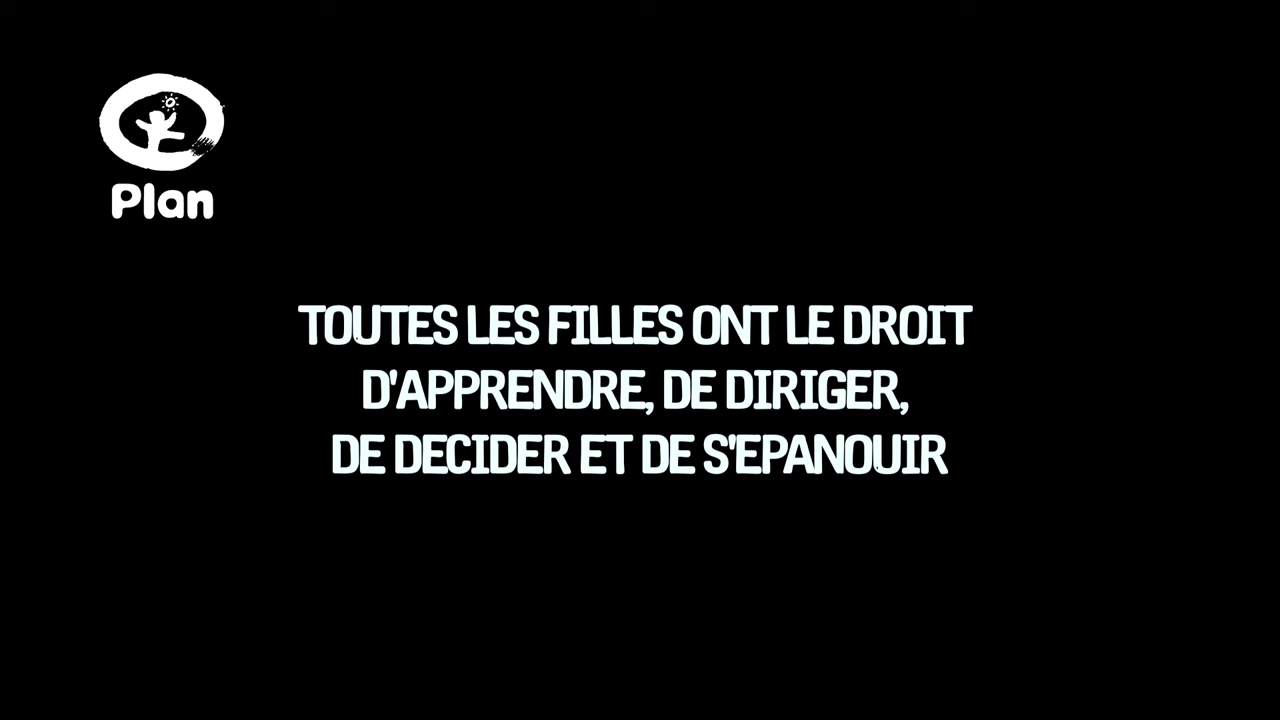 Plan
TOUTES LES FILLES ONT LE DROIT
D'APPRENDRE, DE DIRIGER,
DE DECIDER ET DE S'EPANOUIR